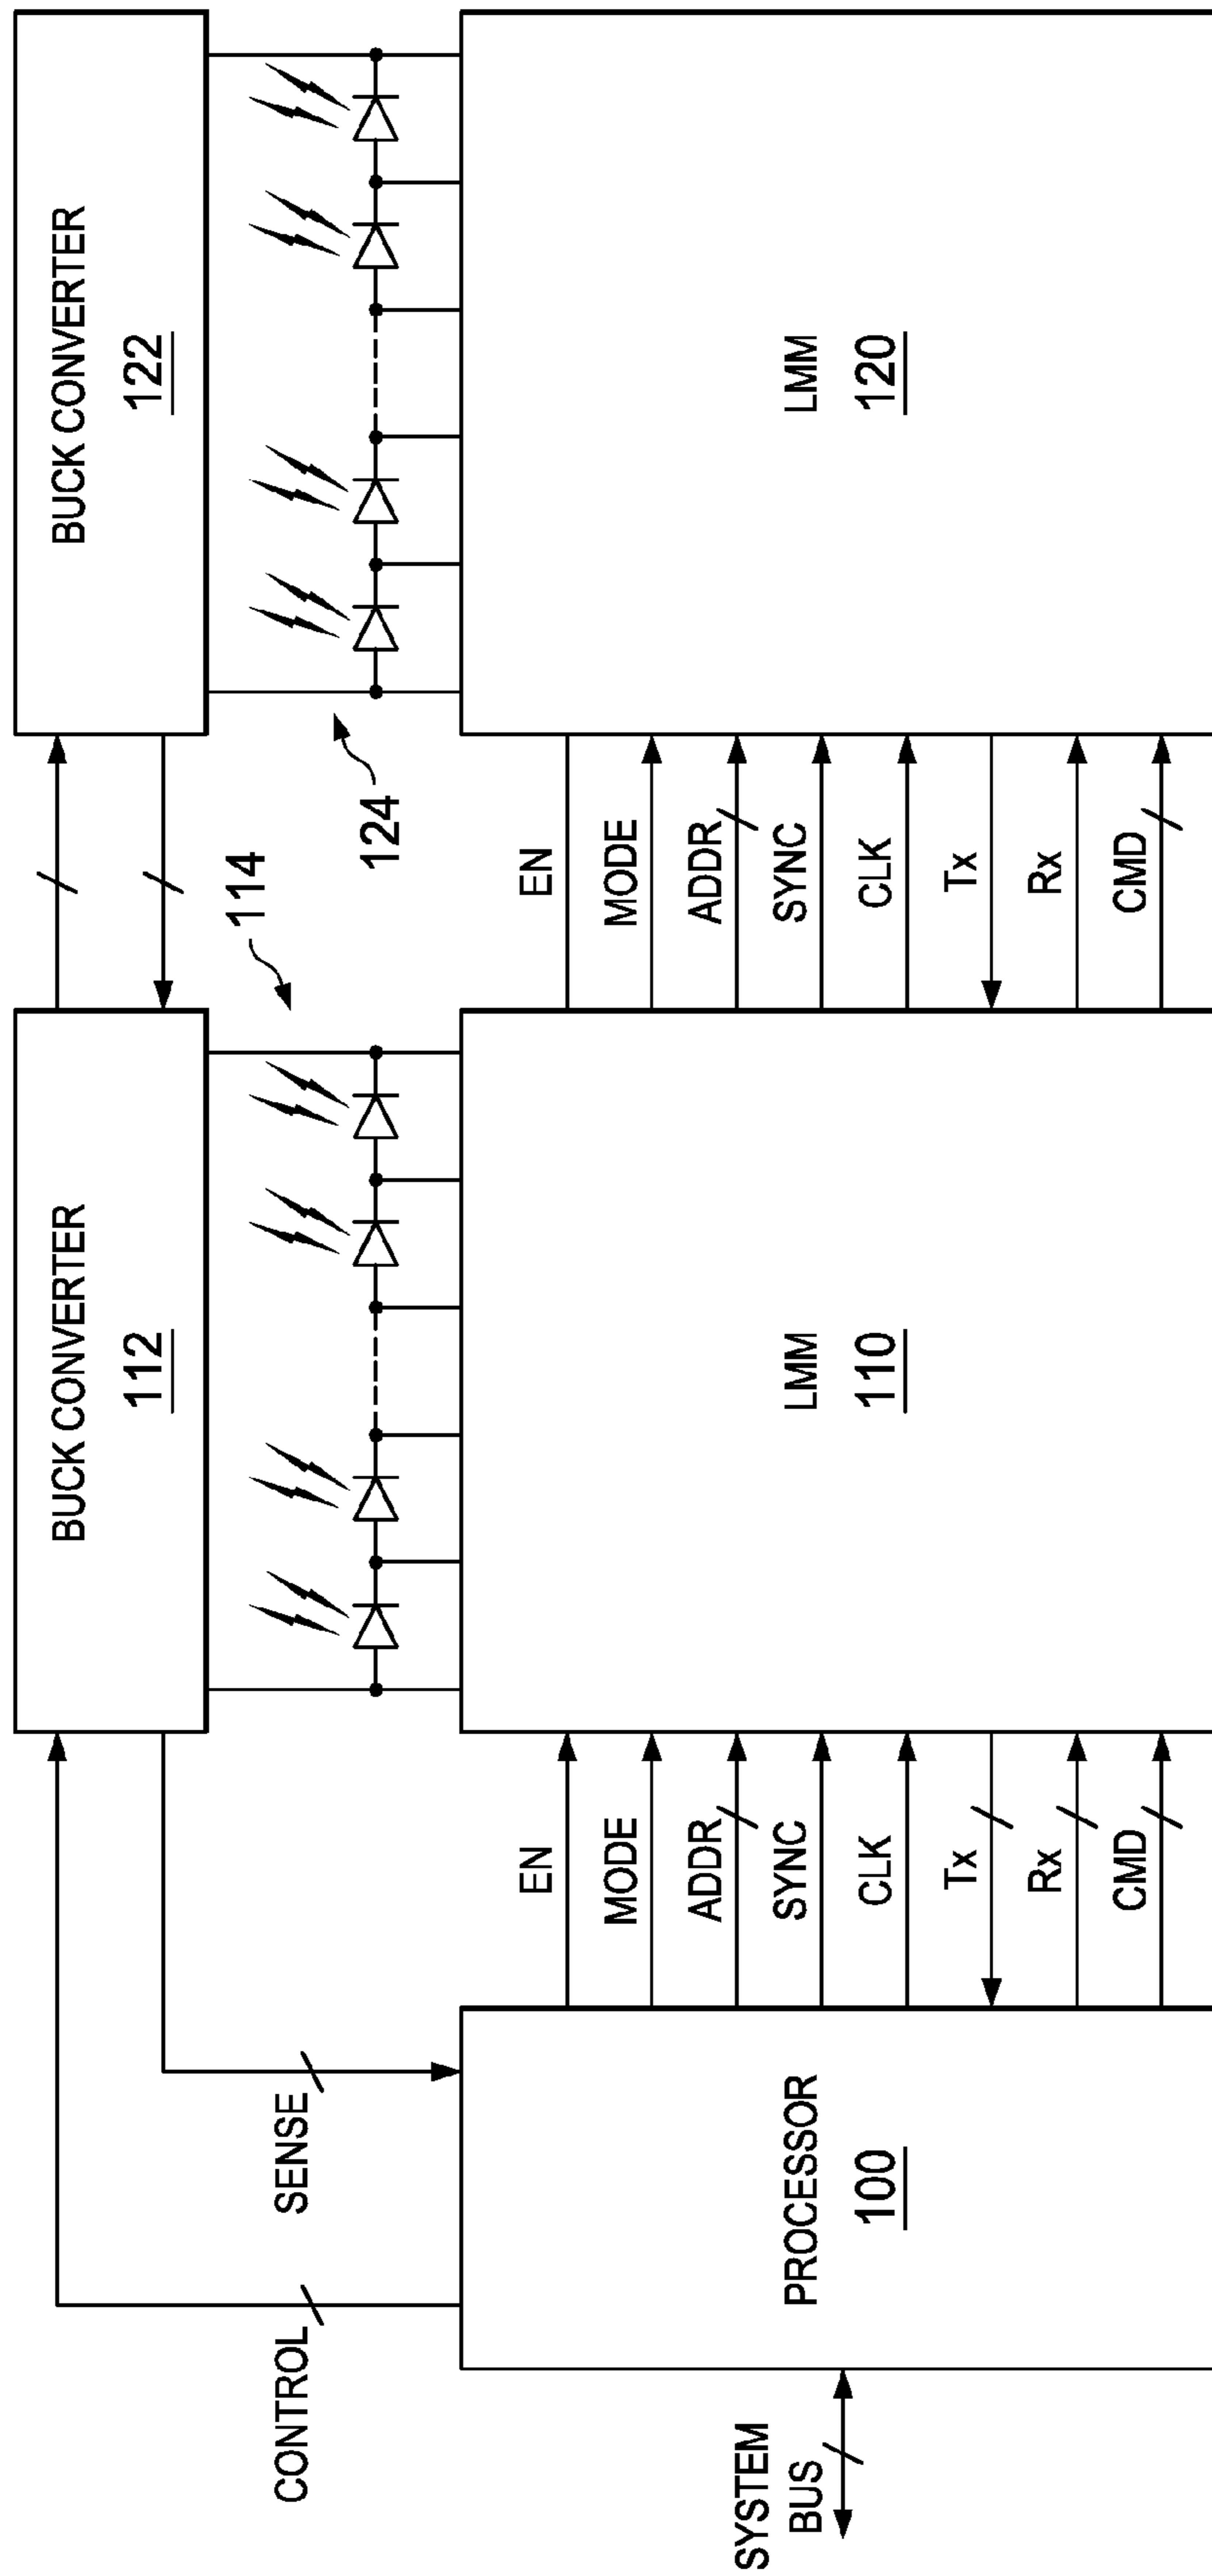 BUCK CONVERTER
112
BUCK CONVERTER
122
CONTROL
SENSE
114
124
SYSTEM
BUS
PROCESSOR
100
EN
MODE
ADDR
SYNC
CLK
Tx
Rx
CMD
LMM
110
EN
MODE
ADDR
SYNC
CLK
Tx
Rx
CMD
LMM
120